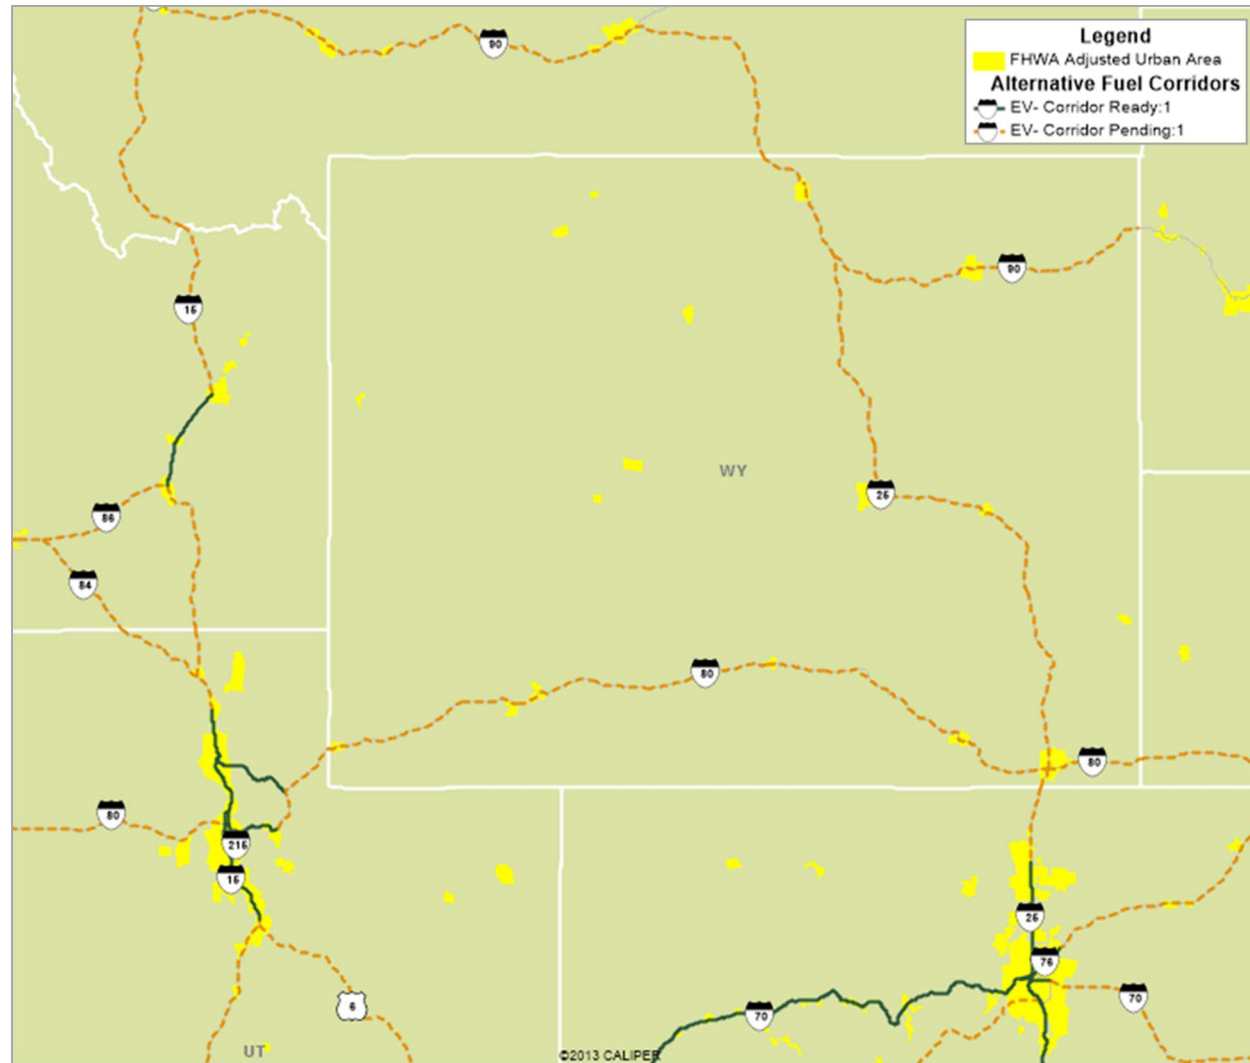 Legend
FHWA Adjusted Urban Area
Alternative Fuel Corridors
EV- Corridor Ready:1
EV- Corridor Pending:1
90
90
15
WY
25
86
84
80
80
80
215
15
25
76
70
70
6
UT
©2013 CALIPER